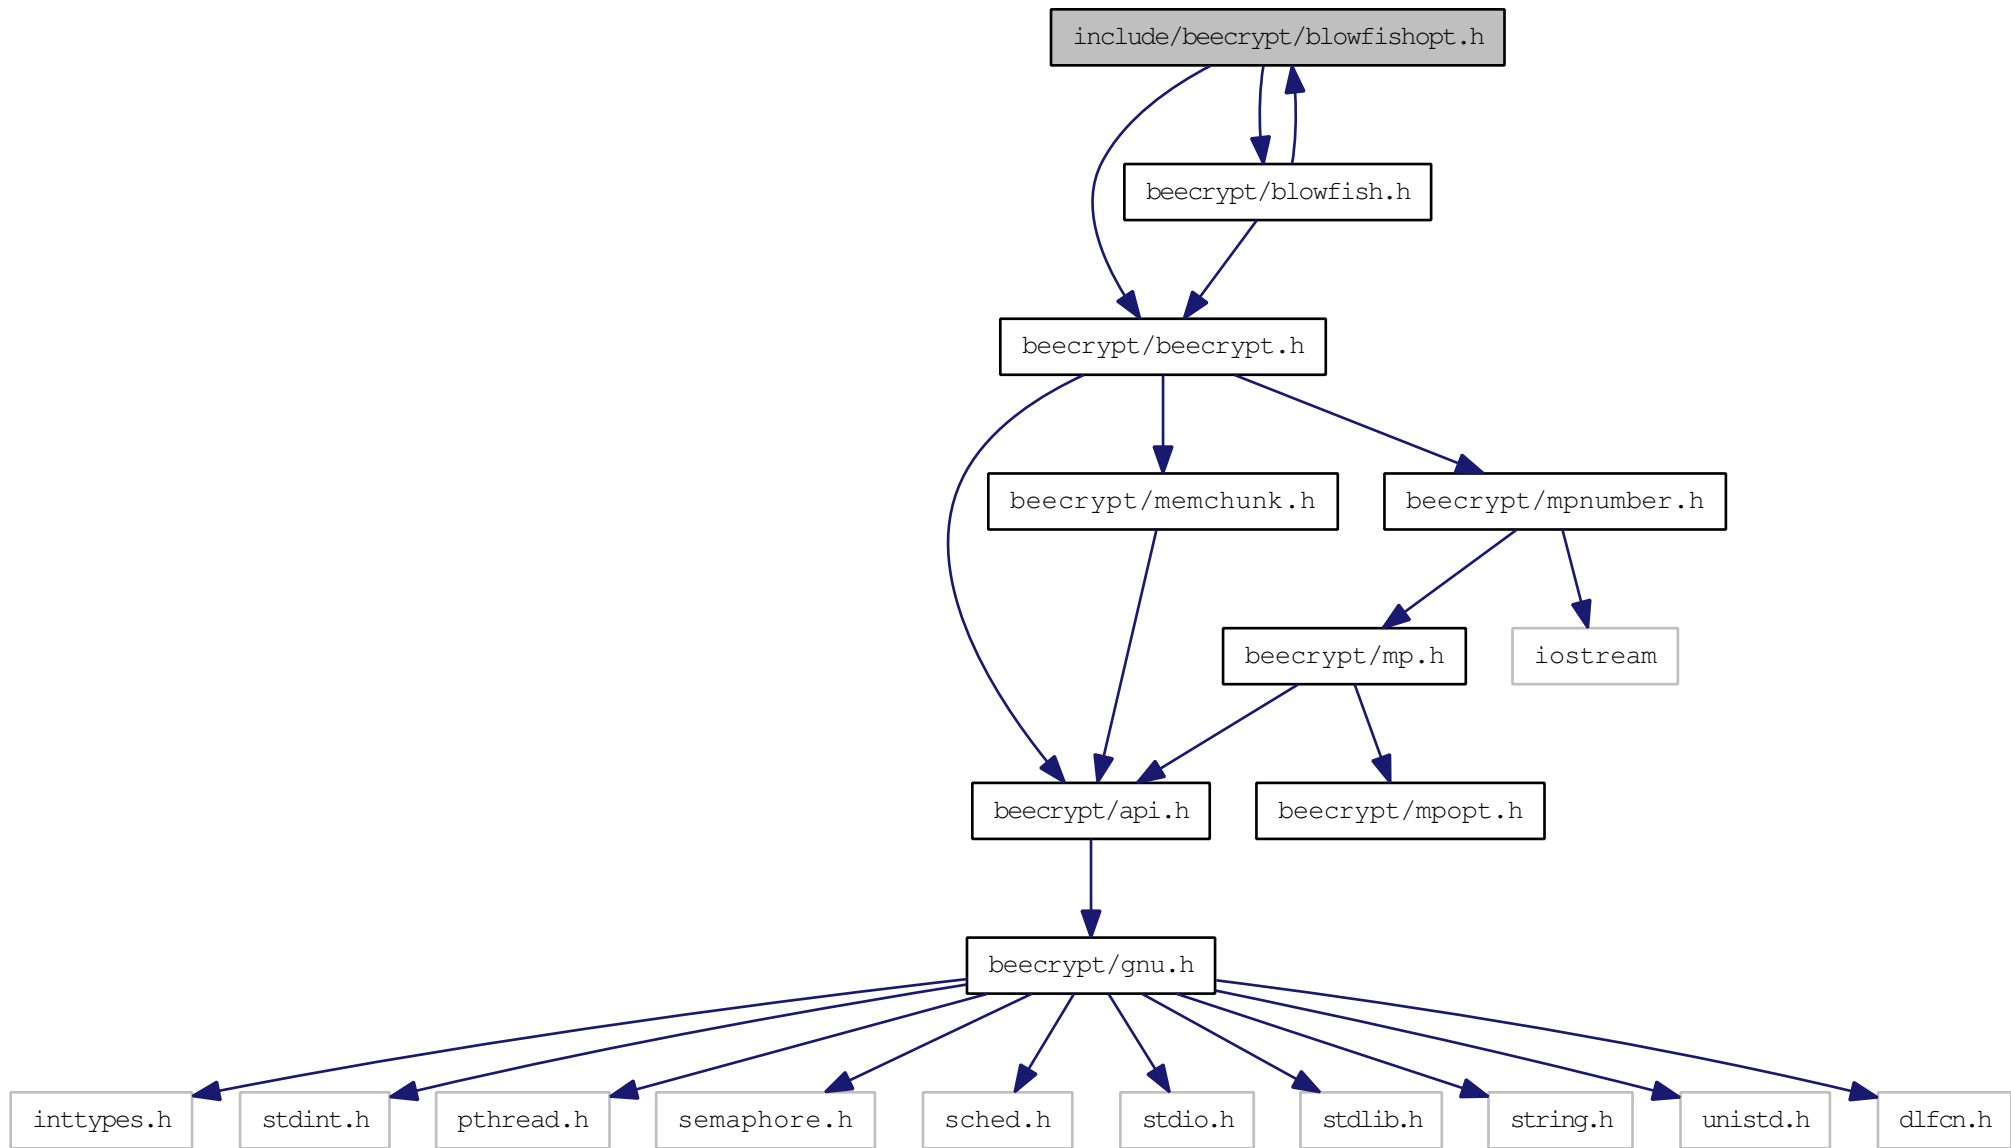 include/beecrypt/blowfishopt.h
beecrypt/blowfish.h
beecrypt/beecrypt.h
beecrypt/memchunk.h
beecrypt/mpnumber.h
beecrypt/mp.h
iostream
beecrypt/api.h
beecrypt/mpopt.h
beecrypt/gnu.h
inttypes.h
stdint.h
pthread.h
semaphore.h
sched.h
stdio.h
stdlib.h
string.h
unistd.h
dlfcn.h